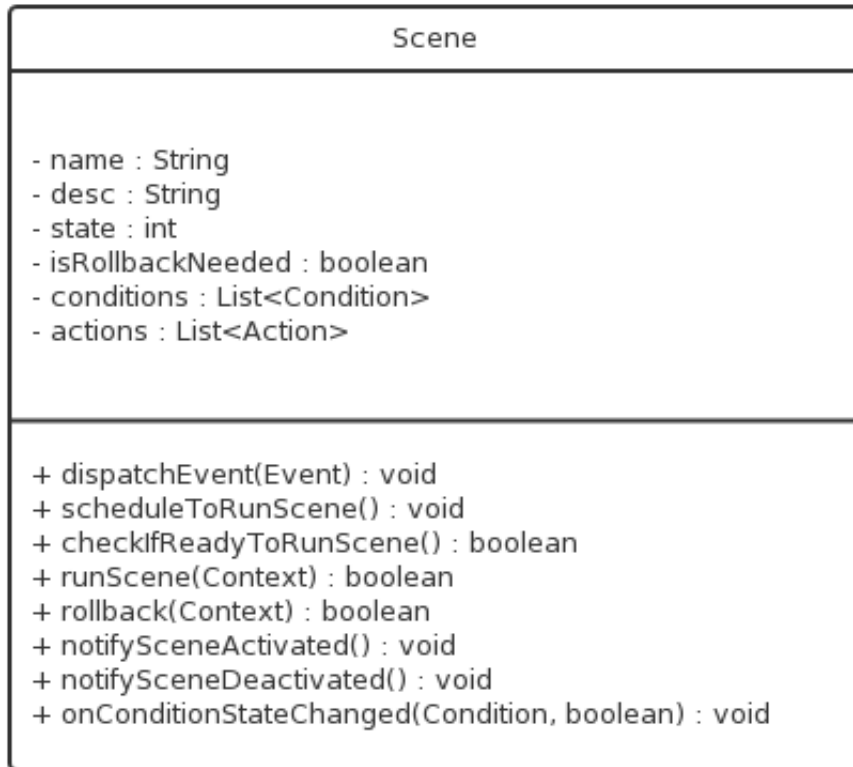 Scene
- name : String
- desc : String
- state : int
- isRollbackNeeded : boolean
- conditions : List<Condition>
- actions : List<Action>
+ dispatchEvent(Event) : void
+ scheduleToRunScene() : void
+ checkIfReadyToRunScene() : boolean
+ runScene(Context) : boolean
+ rollback(Context) : boolean
+ notifySceneActivated() : void
+ notifySceneDeactivated() : void
+ onConditionStateChanged(Condition, boolean) : void